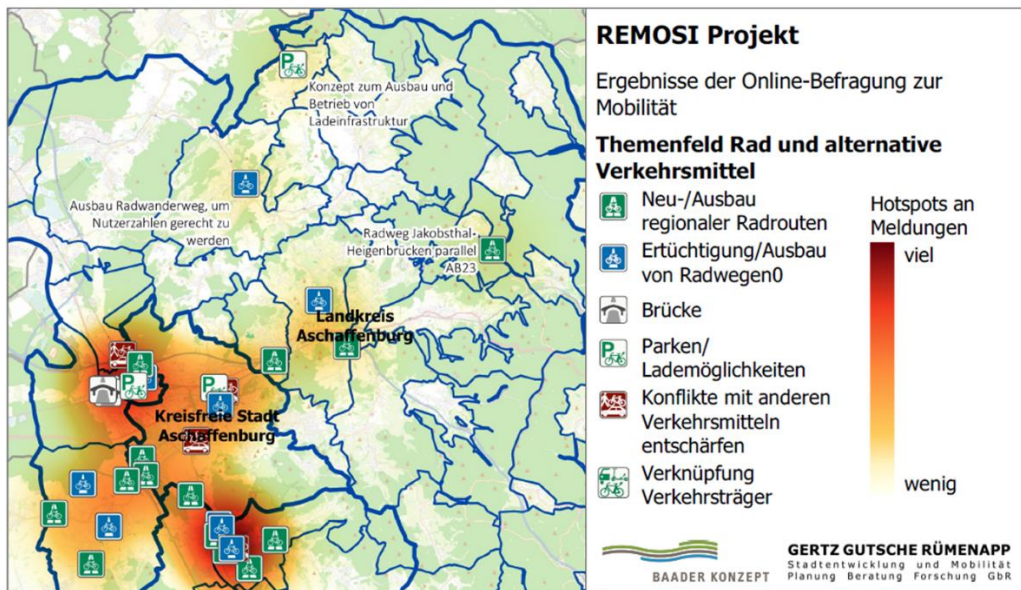 Konzept zum Ausbau und
Betrieb von
Ladeinfrastruktur
Ausbau Radwanderweg, um
Nutzerzahlen gerecht zu
werden
Radweg Jakobsthal-
Heigenbrücken parallel
AB23
Landkreis
Aschaffenburg
Kreisfreie Stadt
Aschaffenburg
REMOSI Projekt
Ergebnisse der Online-Befragung zur
Mobilität
Themenfeld Rad und alternative
Verkehrsmittel
Neu-/Ausbau
regionaler Radrouten
Ertüchtigung/Ausbau
von Radwegen0
Brücke
Parken/
Lademöglichkeiten
Konflikte mit anderen
Verkehrsmitteln
entschärfen
Verknüpfung
Verkehrsträger
Hotspots an
Meldungen
viel
wenig
BAADER KONZEPT
GERTZ GUTSCHE RÜMENAPP
Stadtentwicklung und Mobilität
Planung Beratung Forschung GbR